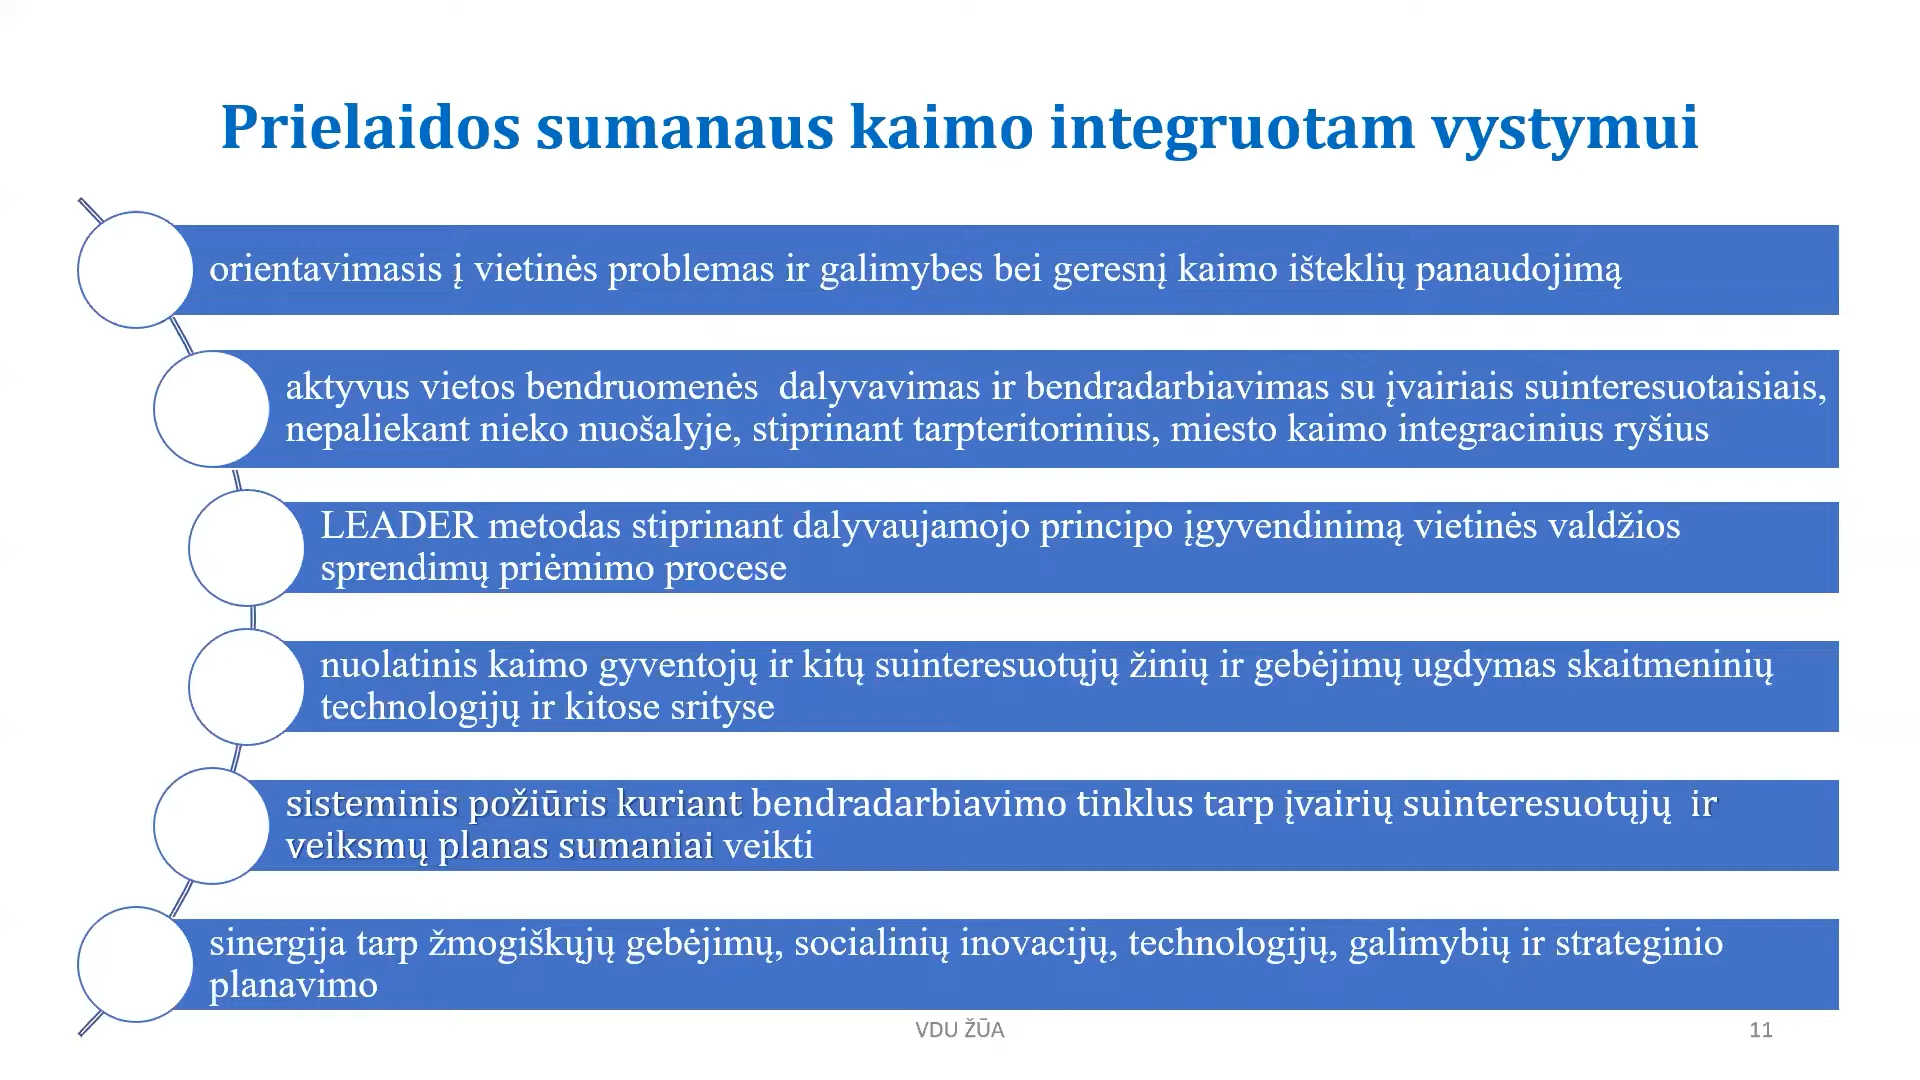 Prielaidos sumanaus kaimo integruotam vystymui
orientavimasis į vietinės problemas ir galimybes bei geresnį kaimo išteklių panaudojimą
aktyvus vietos bendruomenės  dalyvavimas ir bendradarbiavimas su įvairiais suinteresuotaisiais,
nepaliekant nieko nuošalyje, stiprinant tarpteritorinius, miesto kaimo integracinius ryšius
LEADER metodas stiprinant dalyvaujamojo principo įgyvendinimą vietinės valdžios
sprendimų priėmimo procese
nuolatinis kaimo gyventojų ir kitų suinteresuotųjų žinių ir gebėjimų ugdymas skaitmeninių
technologijų ir kitose srityse
sisteminis požiūris kuriant bendradarbiavimo tinklus tarp įvairių suinteresuotųjų  ir
veiksmų planas sumaniai veikti
sinergija tarp žmogiškųjų gebėjimų, socialinių inovacijų, technologijų, galimybių ir strateginio
planavimo
VDU ŽŪA
11